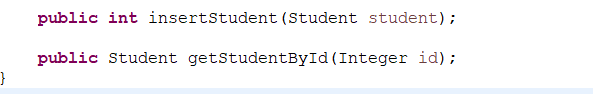 public int insertStudent(Student student);
public Student getStudentById(Integer id);
}